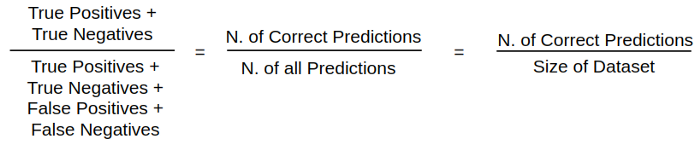 True Positives +
True Negatives
True Positives +
True Negatives +
False Positives +
False Negatives
=
N. of Correct Predictions
N. of all Predictions
=
N. of Correct Predictions
Size of Dataset